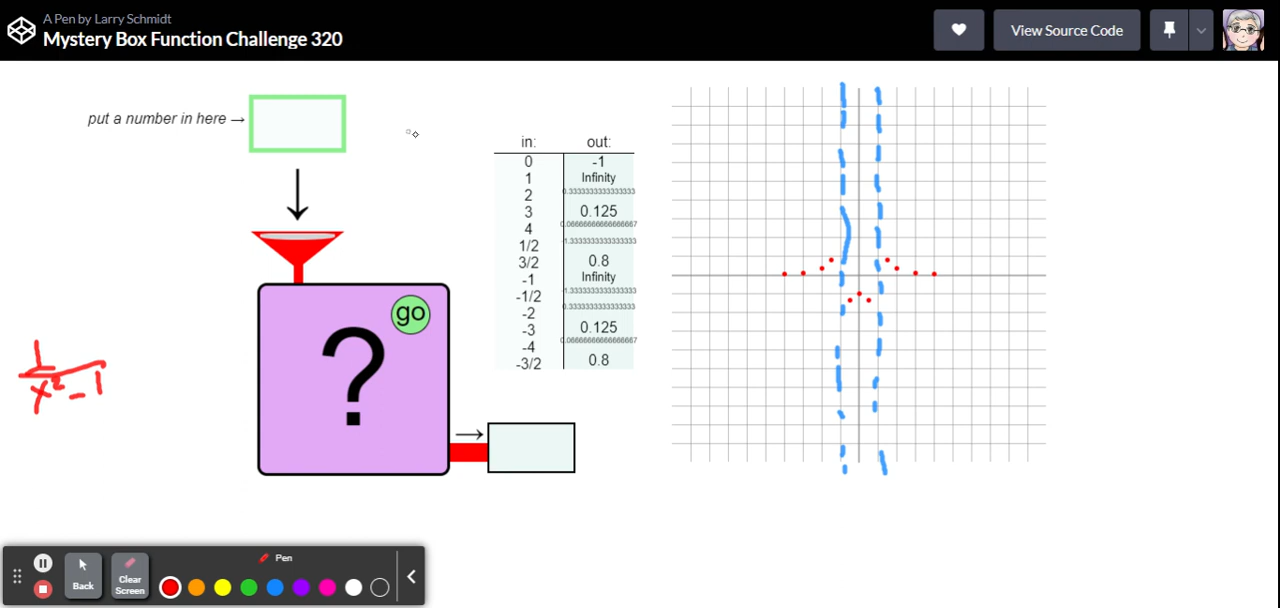 A Pen by Larry Schmidt
Mystery Box Function Challenge 320
View Source Code
put a number in here →
in: out:
0 -1
1 Infinity
2 0.3333333333333333
3 0.125
4 0.06666666666666667
1/2 -1.3333333333333333
3/2 0.8
-1 Infinity
-1/2 -1.3333333333333333
-2 0.3333333333333333
-3 0.125
-4 0.06666666666666667
-3/2 0.8
go
?
1
x²-1
Pen
Back
Clear
Screen